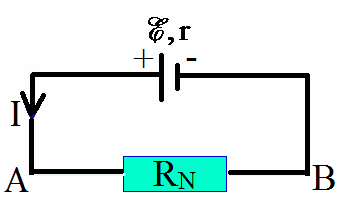 ℰ, r
+ -
I
A R_N B